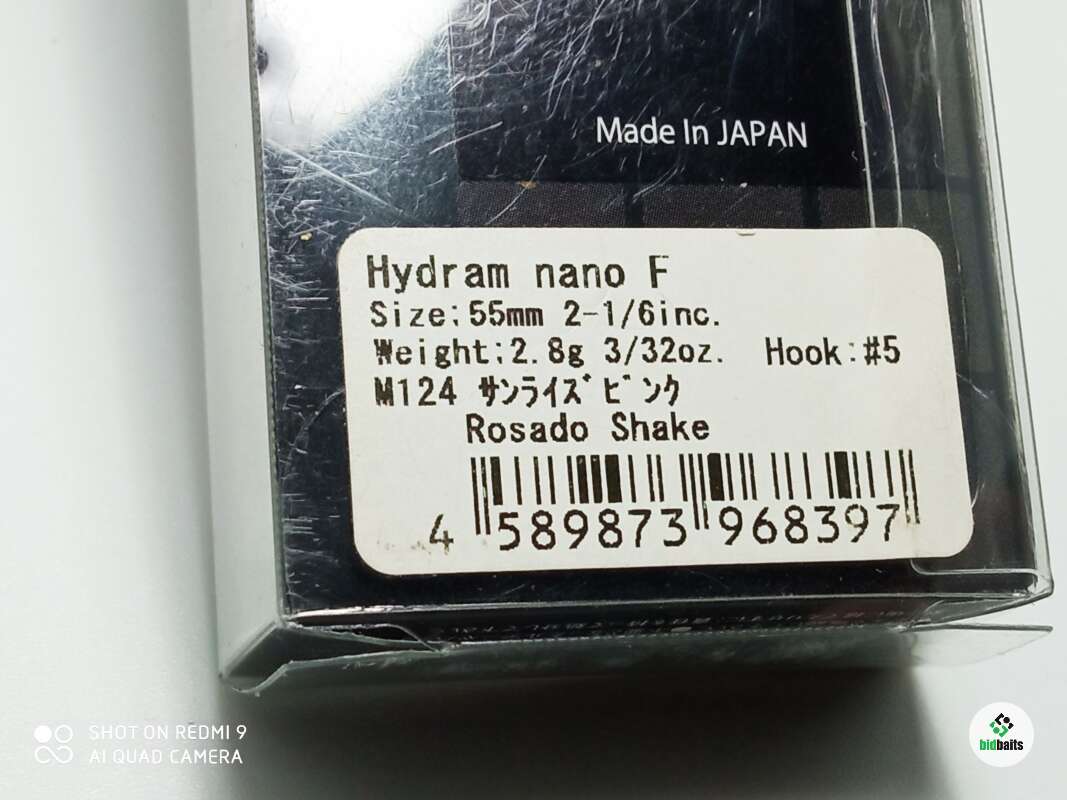 Made In JAPAN
Hydram nano F
Size:55mm 2-1/6inc.
Weight:2.8g 3/32oz. Hook:#5
M124 ｻﾝﾗｲｽﾞﾋﾟﾝｸ
Rosado Shake
4 589873 968397
SHOT ON REDMI 9
AI QUAD CAMERA
bidbaits